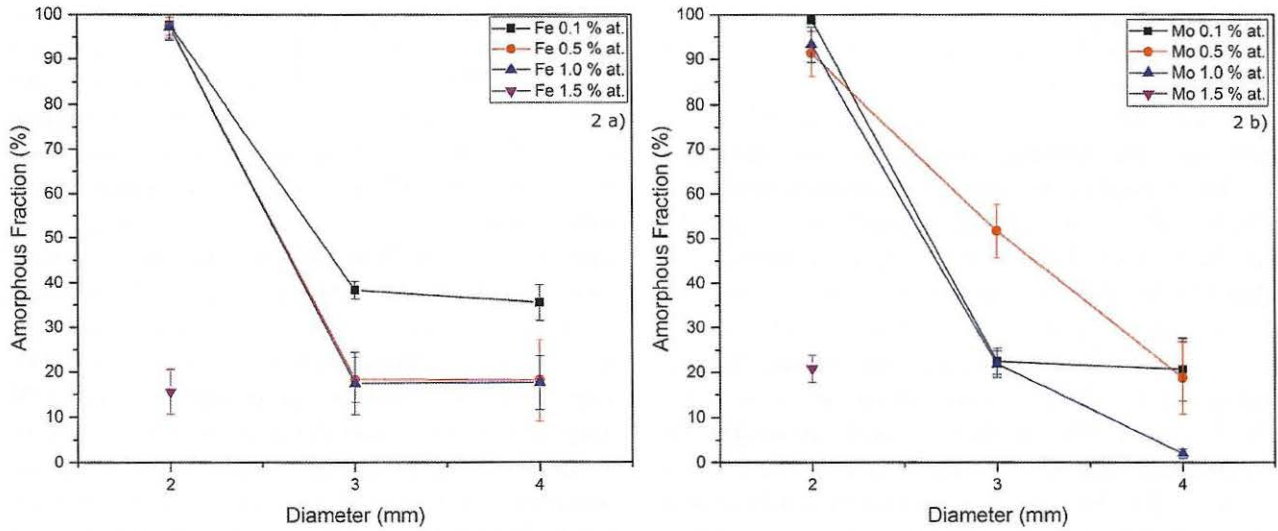 100
90
80
70
60
50
40
30
20
10
0
Amorphous Fraction (%)
Fe 0.1 % at.
Fe 0.5 % at.
Fe 1.0 % at.
Fe 1.5 % at.
2 a)
2
3
4
Diameter (mm)
100
90
80
70
60
50
40
30
20
10
0
Amorphous Fraction (%)
Mo 0.1 % at.
Mo 0.5 % at.
Mo 1.0 % at.
Mo 1.5 % at.
2 b)
2
3
4
Diameter (mm)